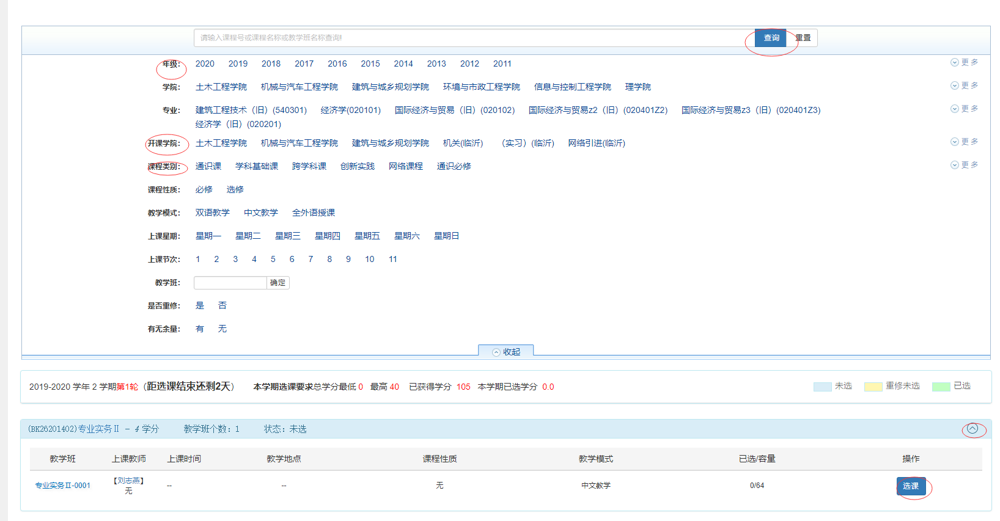 请输入课程号或课程名称或教学班名称查询! 查询 重置
年级: 2020 2019 2018 2017 2016 2015 2014 2013 2012 2011 更多
学院: 土木工程学院 机械与汽车工程学院 建筑与城乡规划学院 环境与市政工程学院 信息与控制工程学院 理学院 更多
专业: 建筑工程技术（旧）(540301) 经济学(020101) 国际经济与贸易（旧）(020102) 国际经济与贸易z2（旧）(020401Z2) 国际经济与贸易z3（旧）(020401Z3) 更多
经济学（旧）(020201)
开课学院: 土木工程学院 机械与汽车工程学院 建筑与城乡规划学院 机关(临沂) （实习）(临沂) 网络引进(临沂) 更多
课程类别: 通识课 学科基础课 跨学科课 创新实践 网络课程 通识必修 更多
课程性质: 必修 选修
教学模式: 双语教学 中文教学 全外语授课
上课星期: 星期一 星期二 星期三 星期四 星期五 星期六 星期日
上课节次: 1 2 3 4 5 6 7 8 9 10 11
教学班: 确定
是否重修: 是 否
有无余量: 有 无
收起
2019-2020 学年 2 学期第1轮（距选课结束还剩2天） 本学期选课要求总学分最低 0 最高 40 已获得学分 105 本学期已选学分 0.0 未选 重修未选 已选
(BK26201402)专业实务Ⅱ - 4 学分 教学班个数: 1 状态: 未选
教学班 上课教师 上课时间 教学地点 课程性质 教学模式 已选/容量 操作
专业实务Ⅱ-0001 【刘志燕】 -- -- 无 中文教学 0/64 选课
无